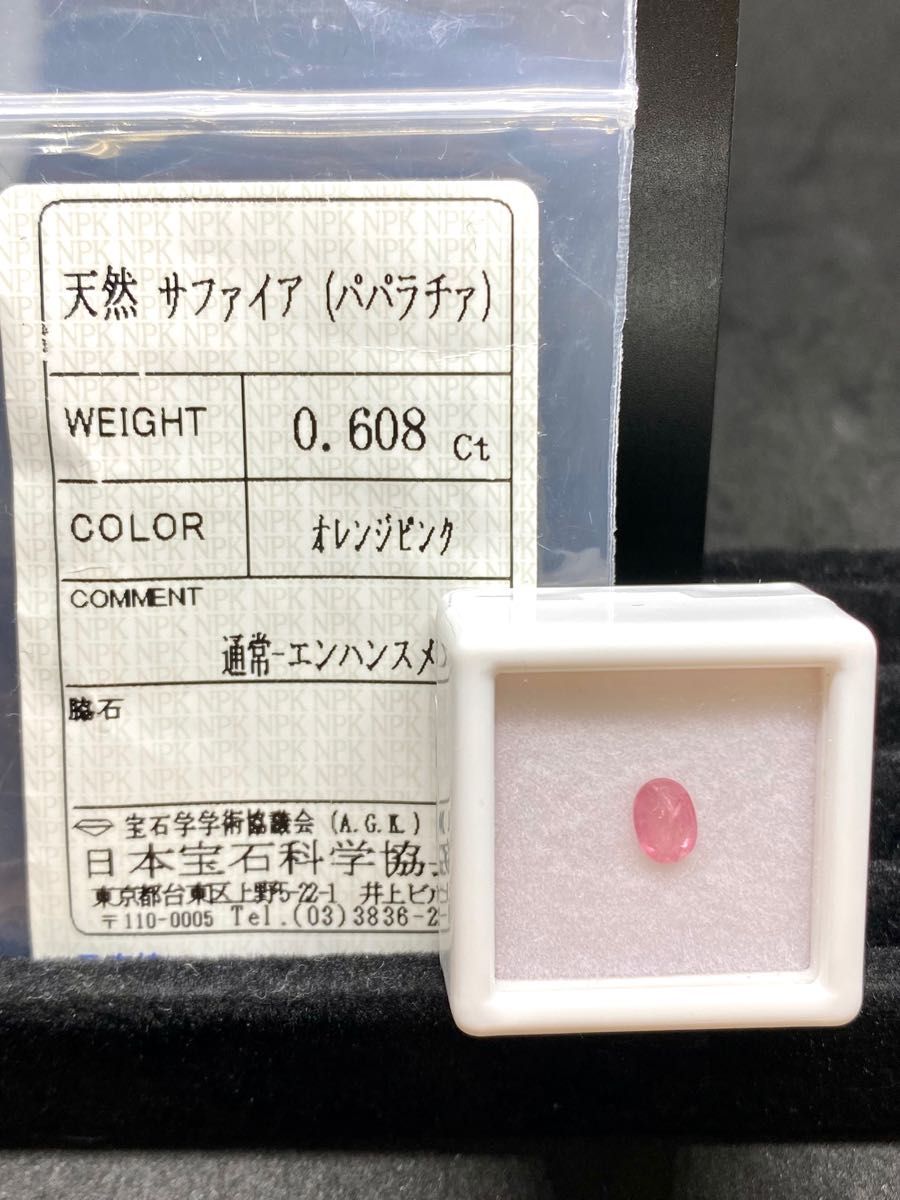 天然 サファイア (パパラチァ)
WEIGHT 0.608 Ct
COLOR オレンジピンク
COMMENT
通常-エンハンスメ
脇石
宝石学学術協議会 (A.G.K.)
日本宝石科学協
東京都台東区上野5-22-1 井上ビル
〒110-0005 Tel.(03)3836-2